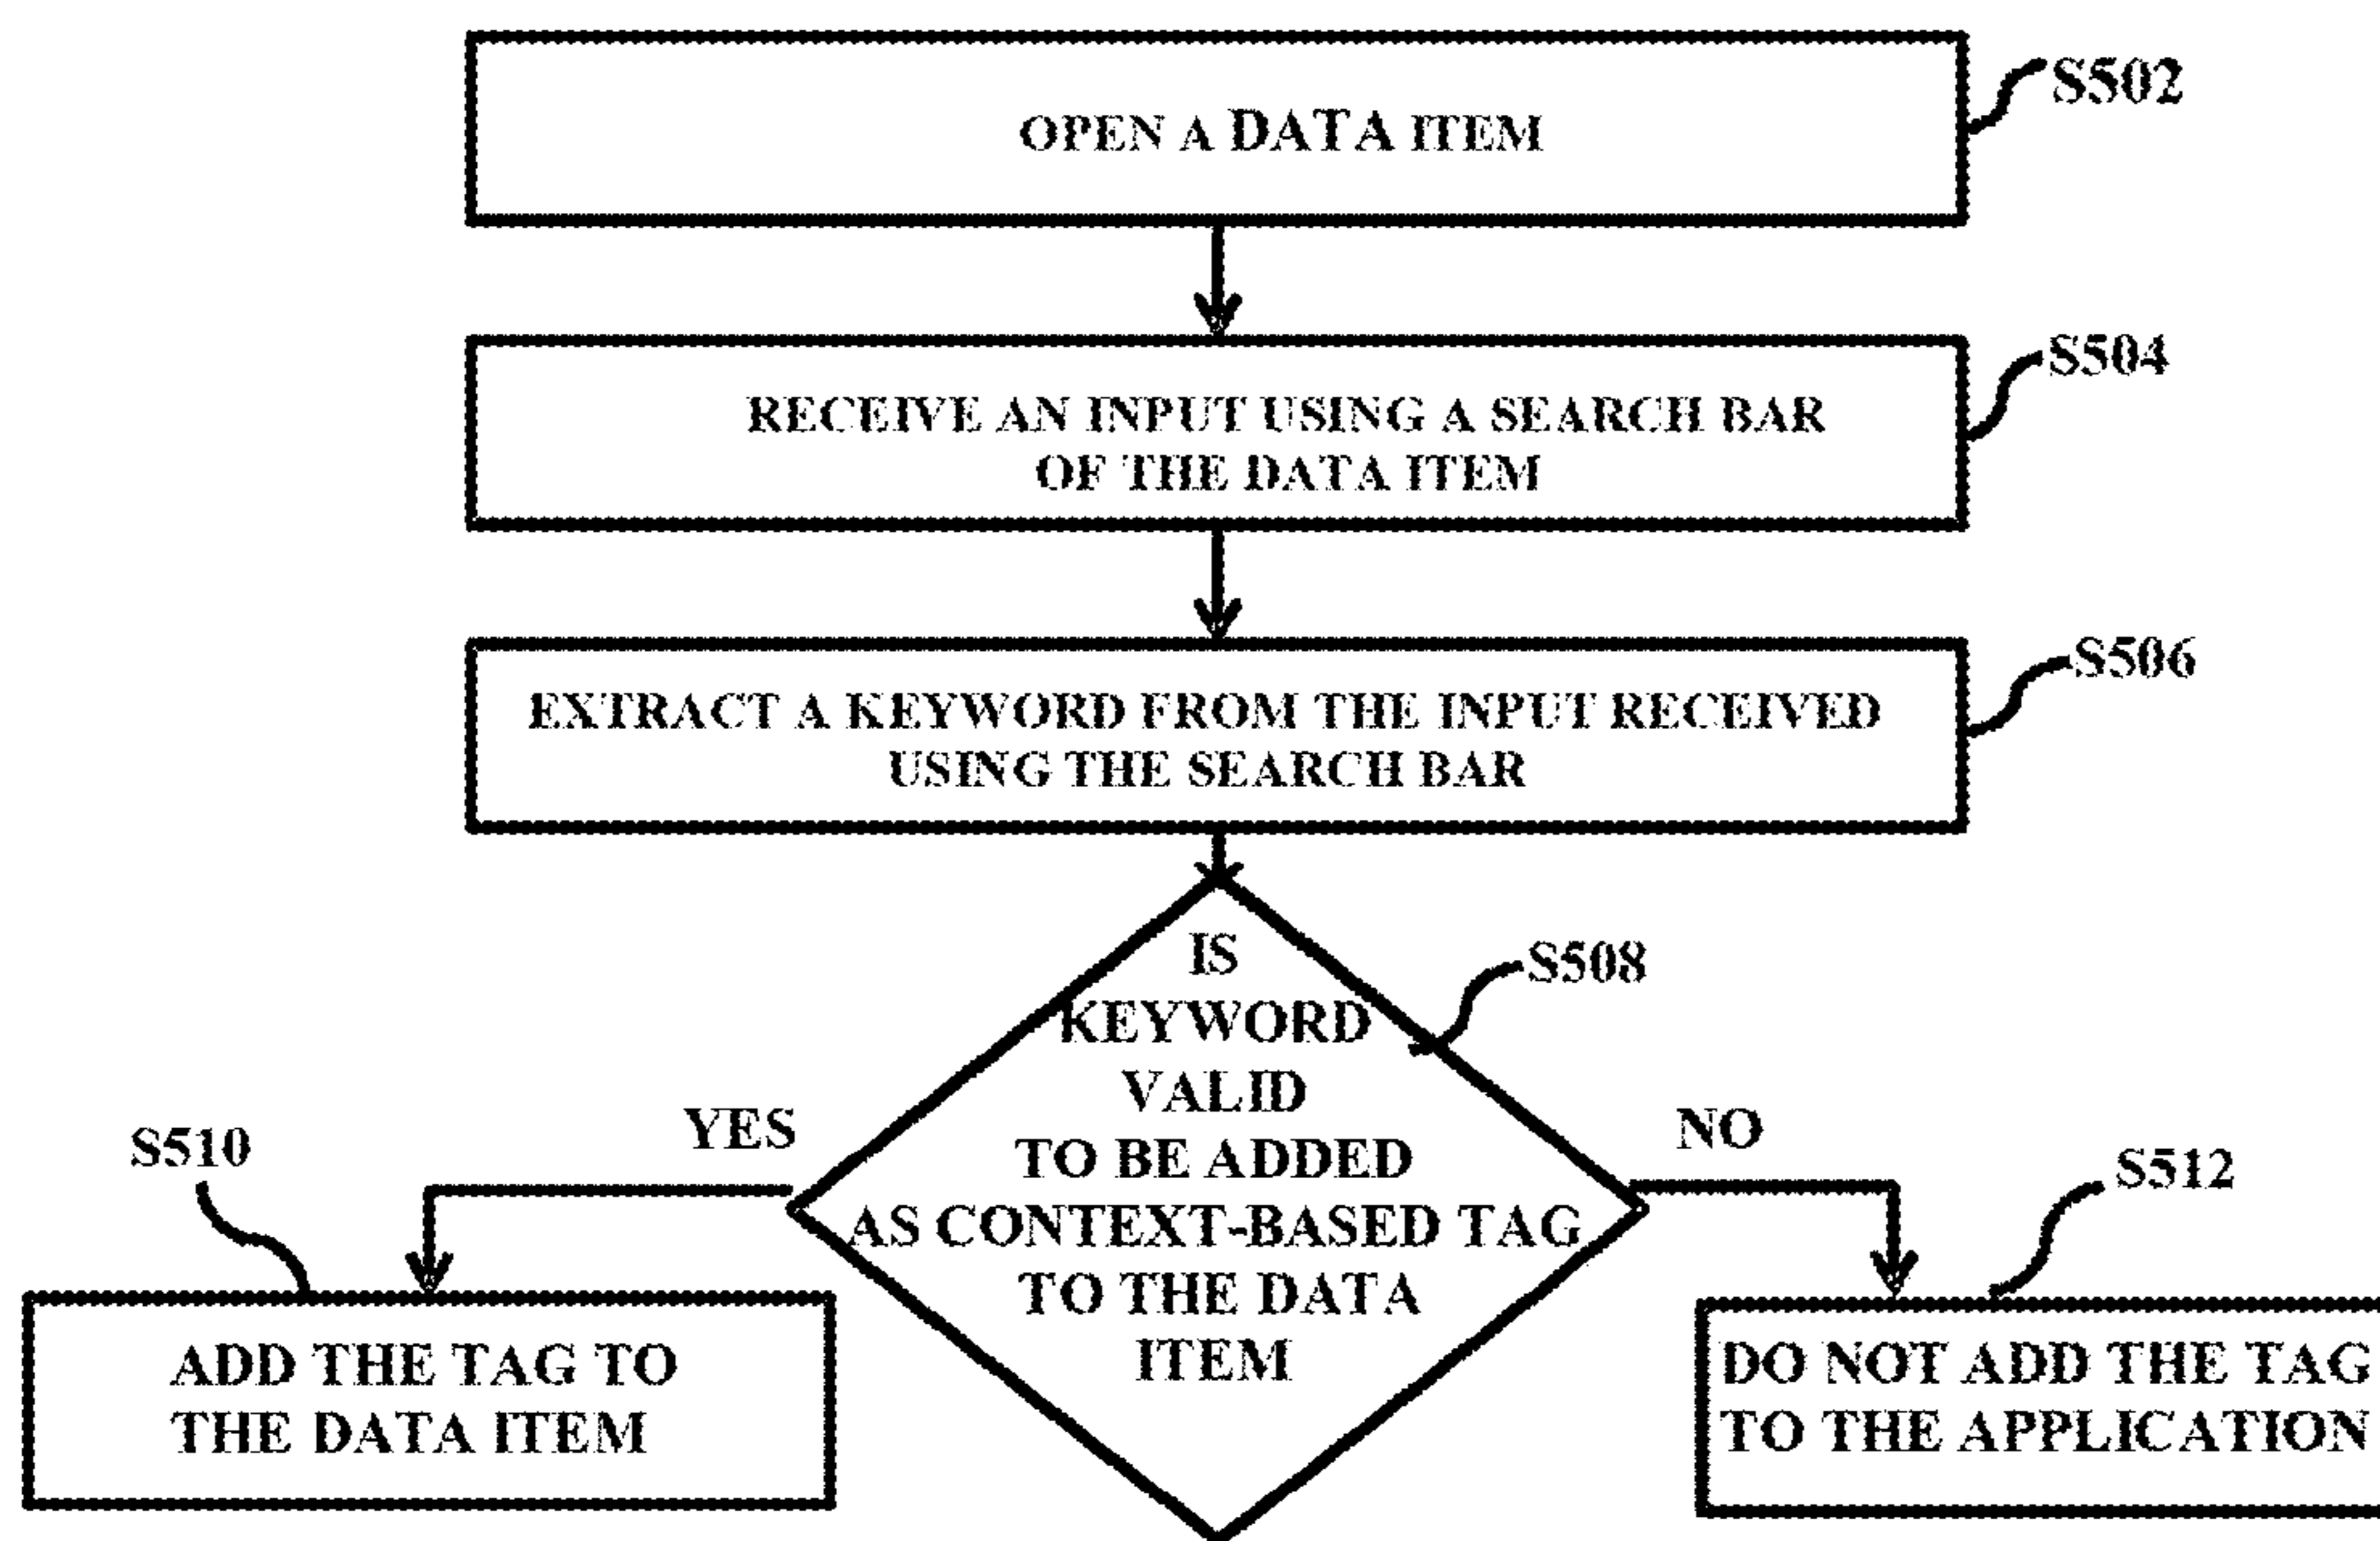 S502
OPEN A DATA ITEM
S504
RECEIVE AN INPUT USING A SEARCH BAR
OF THE DATA ITEM
S506
EXTRACT A KEYWORD FROM THE INPUT RECEIVED
USING THE SEARCH BAR
S508
IS
KEYWORD
VALID
TO BE ADDED
AS CONTEXT-BASED TAG
TO THE DATA
ITEM
YES
NO
S510
S512
ADD THE TAG TO
THE DATA ITEM
DO NOT ADD THE TAG
TO THE APPLICATION